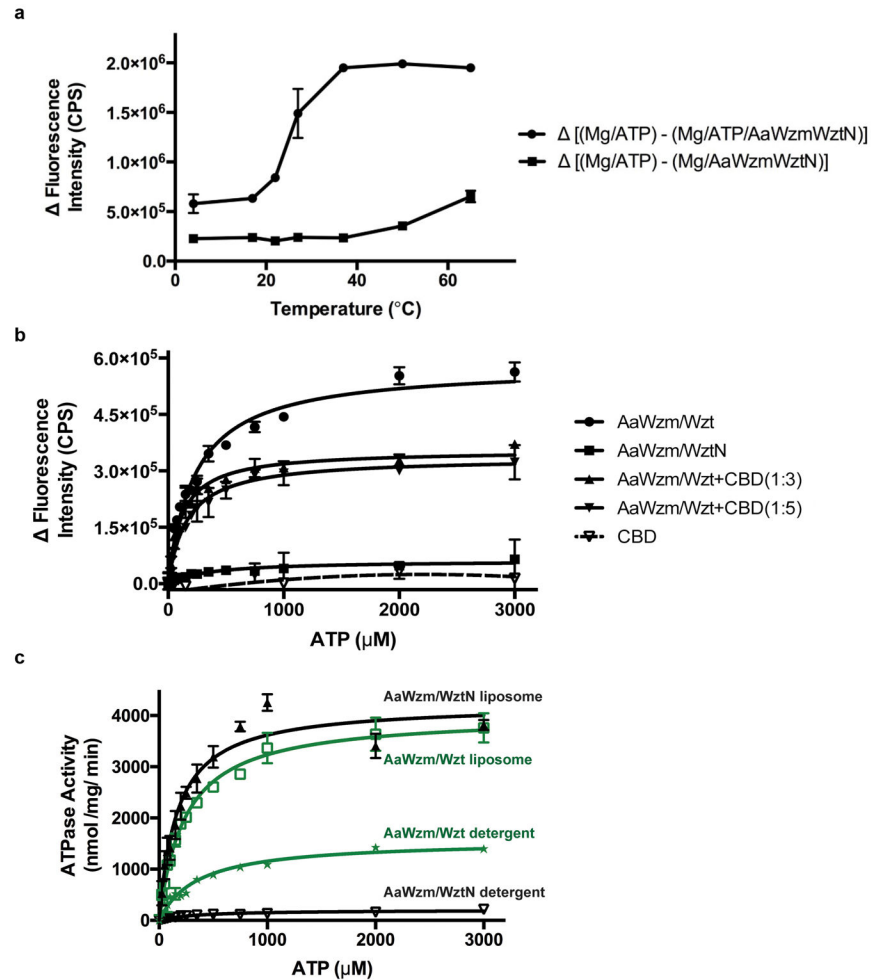 a
Δ Fluorescence
Intensity (CPS)
2.0×10⁶
1.5×10⁶
1.0×10⁶
5.0×10⁵
0.0
0 20 40 60
Temperature (°C)
Δ [(Mg/ATP) - (Mg/ATP/AaWzmWztN)]
Δ [(Mg/ATP) - (Mg/AaWzmWztN)]
b
Δ Fluorescence
Intensity (CPS)
6.0×10⁵
3.0×10⁵
1.5×10⁵
0.0
0 1000 2000 3000
ATP (µM)
AaWzm/Wzt
AaWzm/WztN
AaWzm/Wzt+CBD(1:3)
AaWzm/Wzt+CBD(1:5)
CBD
c
ATPase Activity
(nmol /mg/ min)
4000
3000
2000
1000
0
0 1000 2000 3000
ATP (µM)
AaWzm/WztN liposome
AaWzm/Wzt liposome
AaWzm/Wzt detergent
AaWzm/WztN detergent